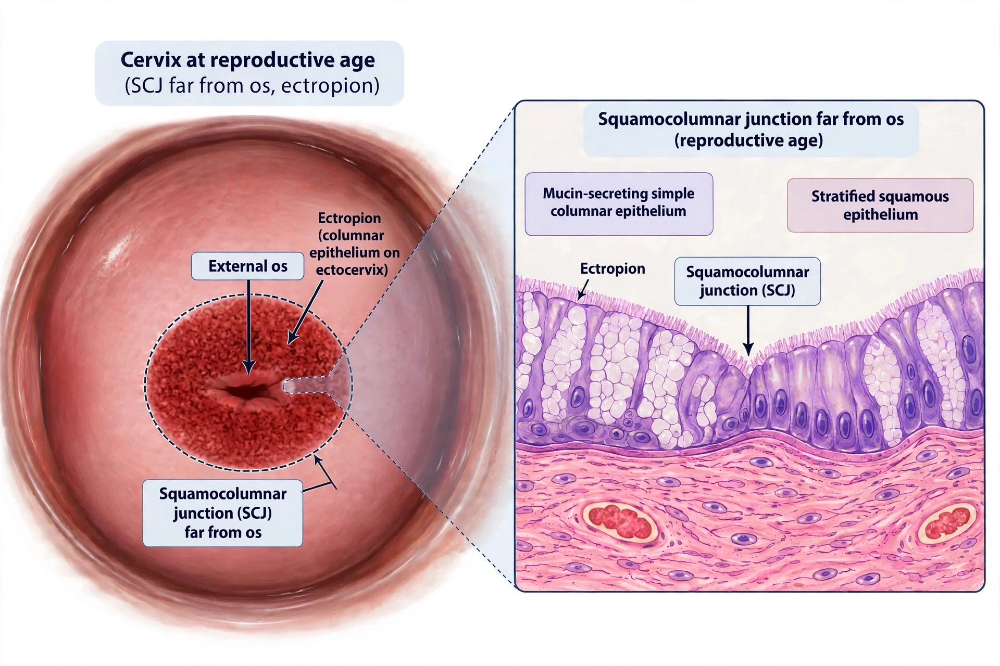 Cervix at reproductive age
(SCJ far from os, ectropion)
Ectropion
(columnar
epithelium on
ectocervix)
External os
Squamocolumnar
junction (SCJ)
far from os
Squamocolumnar junction far from os
(reproductive age)
Mucin-secreting simple
columnar epithelium
Stratified squamous
epithelium
Ectropion
Squamocolumnar
junction (SCJ)